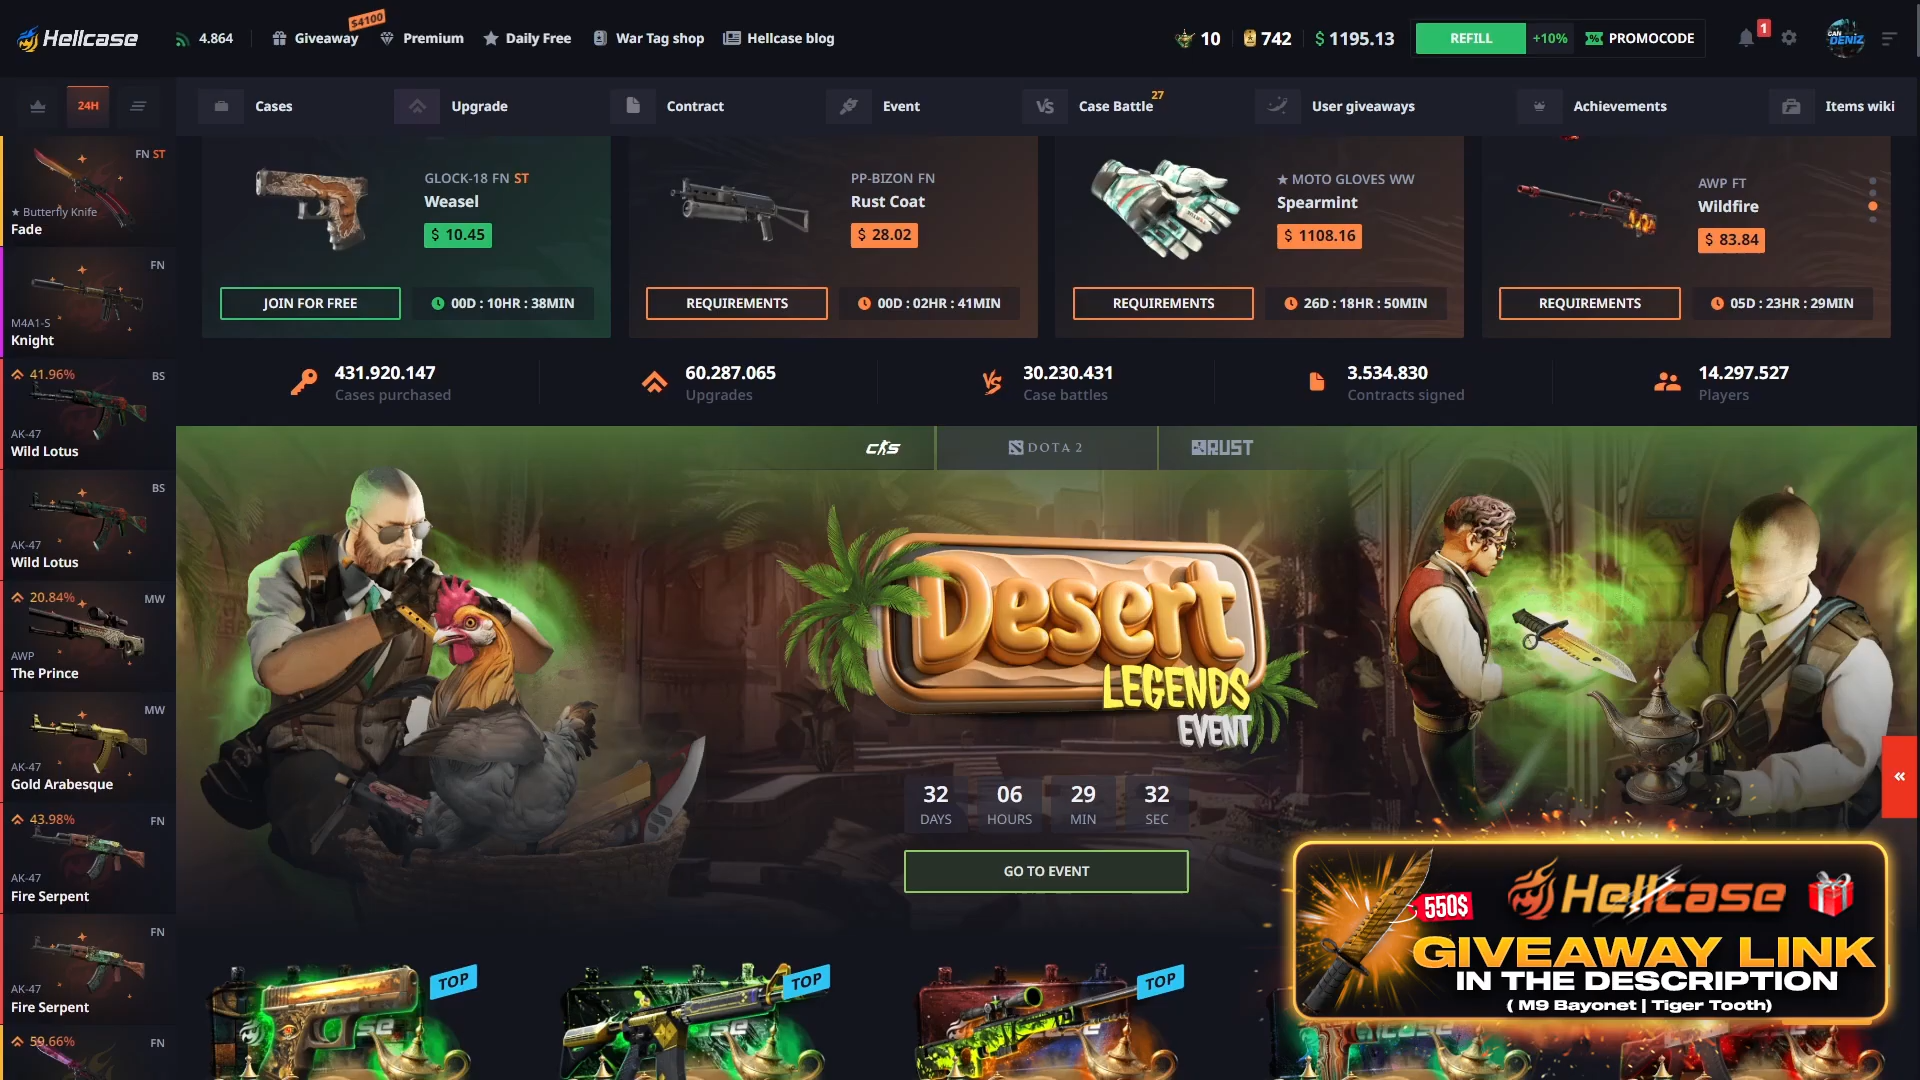 Hellcase
4.864
Giveaway
$4100
Premium
Daily Free
War Tag shop
Hellcase blog
10
742
$ 1195.13
REFILL
+10%
PROMOCODE
1
CAN
DENİZ
24H
Cases
Upgrade
Contract
Event
VS
Case Battle
27
User giveaways
Achievements
Items wiki
FN ST
★ Butterfly Knife
Fade
FN
M4A1-S
Knight
41.96%
BS
AK-47
Wild Lotus
BS
AK-47
Wild Lotus
20.84%
MW
AWP
The Prince
MW
AK-47
Gold Arabesque
43.98%
FN
AK-47
Fire Serpent
FN
AK-47
Fire Serpent
59.66%
FN
GLOCK-18 FN ST
Weasel
$ 10.45
JOIN FOR FREE
00D : 10HR : 38MIN
PP-BIZON FN
Rust Coat
$ 28.02
REQUIREMENTS
00D : 02HR : 41MIN
★ MOTO GLOVES WW
Spearmint
$ 1108.16
REQUIREMENTS
26D : 18HR : 50MIN
AWP FT
Wildfire
$ 83.84
REQUIREMENTS
05D : 23HR : 29MIN
431.920.147
Cases purchased
60.287.065
Upgrades
VS
30.230.431
Case battles
3.534.830
Contracts signed
14.297.527
Players
CS
DOTA 2
RUST
Desert
LEGENDS
EVENT
32
DAYS
06
HOURS
29
MIN
32
SEC
GO TO EVENT
TOP
TOP
TOP
550$
Hellcase
GIVEAWAY LINK
IN THE DESCRIPTION
( M9 Bayonet | Tiger Tooth)